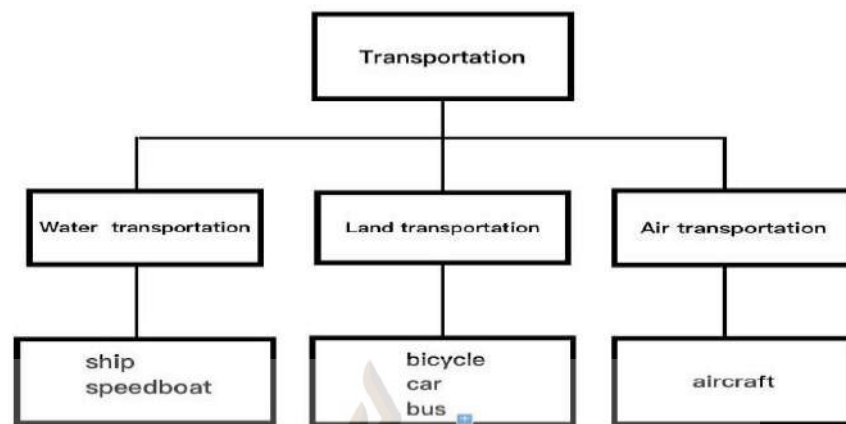 Transportation
Water transportation
Land transportation
Air transportation
ship
speedboat
bicycle
car
bus
aircraft